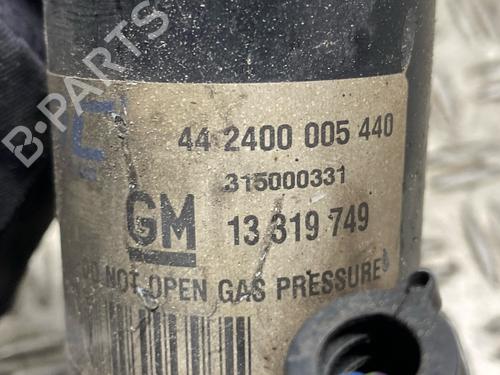 44 2400 005 440
315000331
GM 13 319 749
DO NOT OPEN GAS PRESSURE
B-PARTS